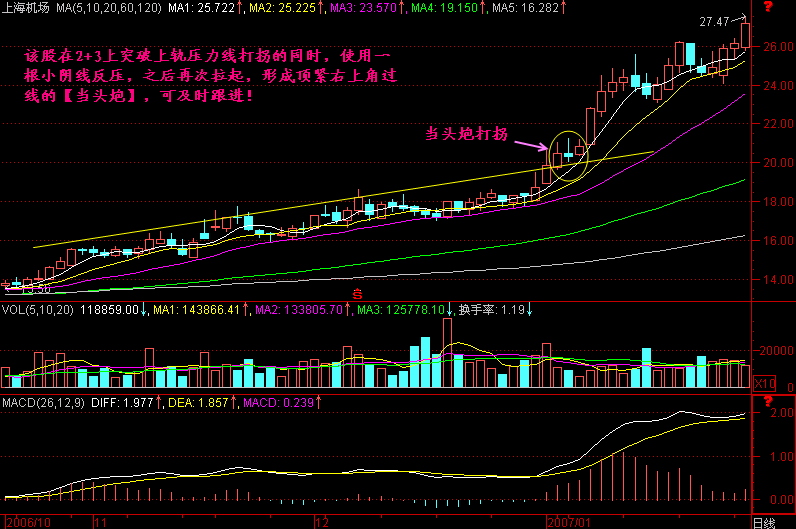 上海机场 MA(5,10,20,60,120) MA1: 25.722↑, MA2: 25.225↑, MA3: 23.570↑, MA4: 19.150↑, MA5: 16.282↑
27.47
该股在2+3上突破上轨压力线打拐的同时，使用一
根小阴线反压，之后再次拉起，形成顶紧右上角过
线的【当头炮】，可及时跟进！
当头炮打拐
26.00
24.00
22.00
20.00
18.00
16.00
14.00
S
VOL(5,10,20) 118859.00↓, MA1: 143866.41↑, MA2: 133805.70↑, MA3: 125778.10↓, 换手率: 1.19↓
20000
X10
0
MACD(26,12,9) DIFF: 1.977↑, DEA: 1.857↑, MACD: 0.239↑
?
2.00
1.00
0.00
2006/10 11 12 2007/01 日线